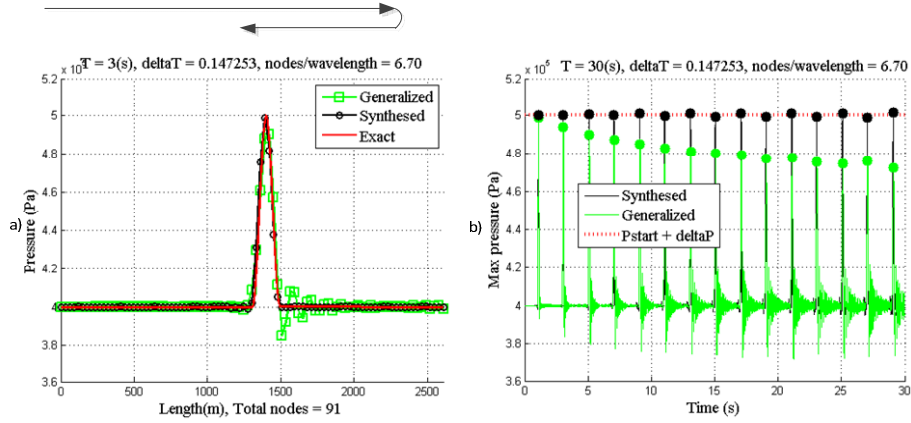 T = 3(s), deltaT = 0.147253, nodes/wavelength = 6.70
x 10⁵
5.2
5
4.8
4.6
4.4
4.2
4
3.8
3.6
Pressure (Pa)
a)
Generalized
Synthesed
Exact
0 500 1000 1500 2000 2500
Length(m), Total nodes = 91
T = 30(s), deltaT = 0.147253, nodes/wavelength = 6.70
x 10⁵
5.2
5
4.8
4.6
4.4
4.2
4
3.8
3.6
Max pressure (Pa)
b)
Synthesed
Generalized
Pstart + deltaP
0 5 10 15 20 25 30
Time (s)